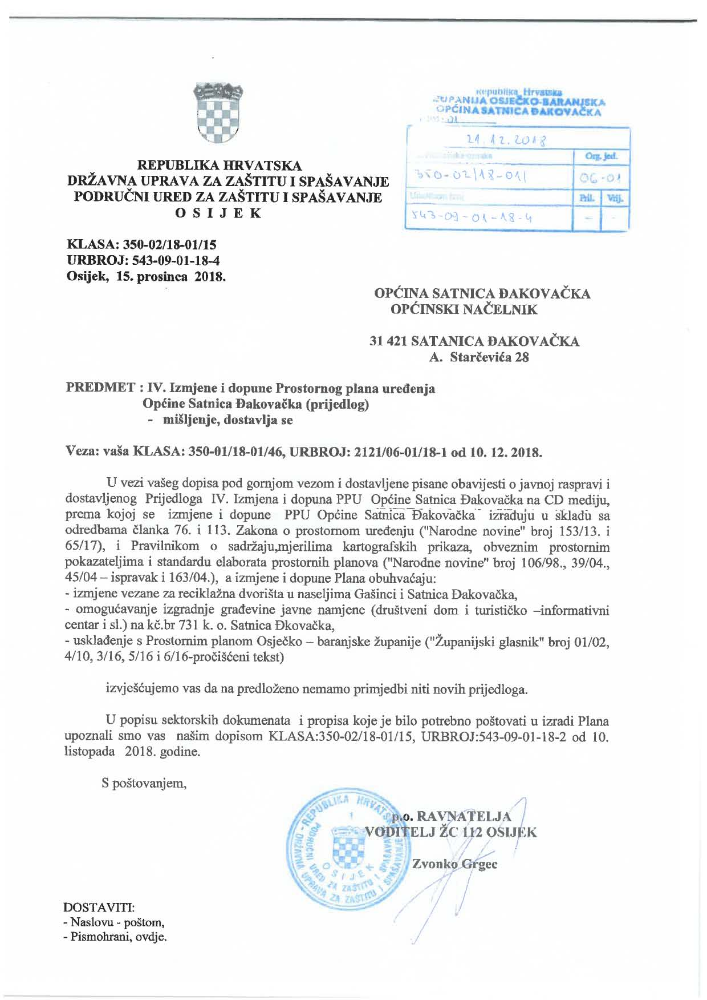 Republika Hrvatska
ŽUPANIJA OSJEČKO-BARANJSKA
OPĆINA SATNICA ĐAKOVAČKA
21.12.2018
Org. jed.
350-02/18-01/
06-01
Pril. Vrij.
543-09-01-18-4
- -
REPUBLIKA HRVATSKA
DRŽAVNA UPRAVA ZA ZAŠTITU I SPAŠAVANJE
PODRUČNI URED ZA ZAŠTITU I SPAŠAVANJE
O S I J E K
KLASA: 350-02/18-01/15
URBROJ: 543-09-01-18-4
Osijek, 15. prosinca 2018.
OPĆINA SATNICA ĐAKOVAČKA
OPĆINSKI NAČELNIK
31 421 SATANICA ĐAKOVAČKA
A. Starčevića 28
PREDMET : IV. Izmjene i dopune Prostornog plana uređenja
Općine Satnica Đakovačka (prijedlog)
- mišljenje, dostavlja se
Veza: vaša KLASA: 350-01/18-01/46, URBROJ: 2121/06-01/18-1 od 10. 12. 2018.
U vezi vašeg dopisa pod gornjom vezom i dostavljene pisane obavijesti o javnoj raspravi i
dostavljenog Prijedloga IV. Izmjena i dopuna PPU Općine Satnica Đakovačka na CD mediju,
prema kojoj se izmjene i dopune PPU Općine Satnica Đakovačka izrađuju u skladu sa
odredbama članka 76. i 113. Zakona o prostornom uređenju ("Narodne novine" broj 153/13. i
65/17), i Pravilnikom o sadržaju,mjerilima kartografskih prikaza, obveznim prostornim
pokazateljima i standardu elaborata prostornih planova ("Narodne novine" broj 106/98., 39/04.,
45/04 – ispravak i 163/04.), a izmjene i dopune Plana obuhvaćaju:
- izmjene vezane za reciklažna dvorišta u naseljima Gašinci i Satnica Đakovačka,
- omogućavanje izgradnje građevine javne namjene (društveni dom i turističko –informativni
centar i sl.) na kč.br 731 k. o. Satnica Đkovačka,
- usklađenje s Prostornim planom Osječko – baranjske županije ("Županijski glasnik" broj 01/02,
4/10, 3/16, 5/16 i 6/16-pročišćeni tekst)
izvješćujemo vas da na predloženo nemamo primjedbi niti novih prijedloga.
U popisu sektorskih dokumenata i propisa koje je bilo potrebno poštovati u izradi Plana
upoznali smo vas našim dopisom KLASA:350-02/18-01/15, URBROJ:543-09-01-18-2 od 10.
listopada 2018. godine.
S poštovanjem,
REPUBLIKA HRVATSKA - DRŽAVNA UPRAVA ZA ZAŠTITU I SPAŠAVANJE
1
PODRUČNI URED ZA ZAŠTITU I SPAŠAVANJE
OSIJEK
p.o. RAVNATELJA
VODITELJ ŽC 112 OSIJEK
Zvonko Grgec
DOSTAVITI:
- Naslovu - poštom,
- Pismohrani, ovdje.